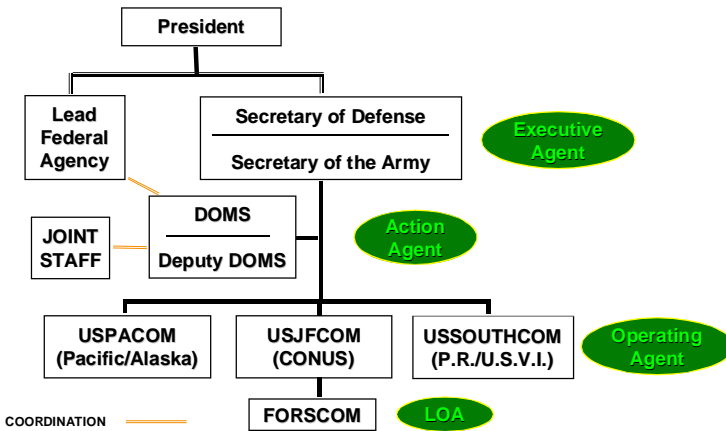 President
Lead
Federal
Agency
Secretary of Defense
Secretary of the Army
Executive
Agent
DOMS
Deputy DOMS
JOINT
STAFF
Action
Agent
USPACOM
(Pacific/Alaska)
USJFCOM
(CONUS)
USSOUTHCOM
(P.R./U.S.V.I.)
Operating
Agent
FORSCOM
LOA
COORDINATION